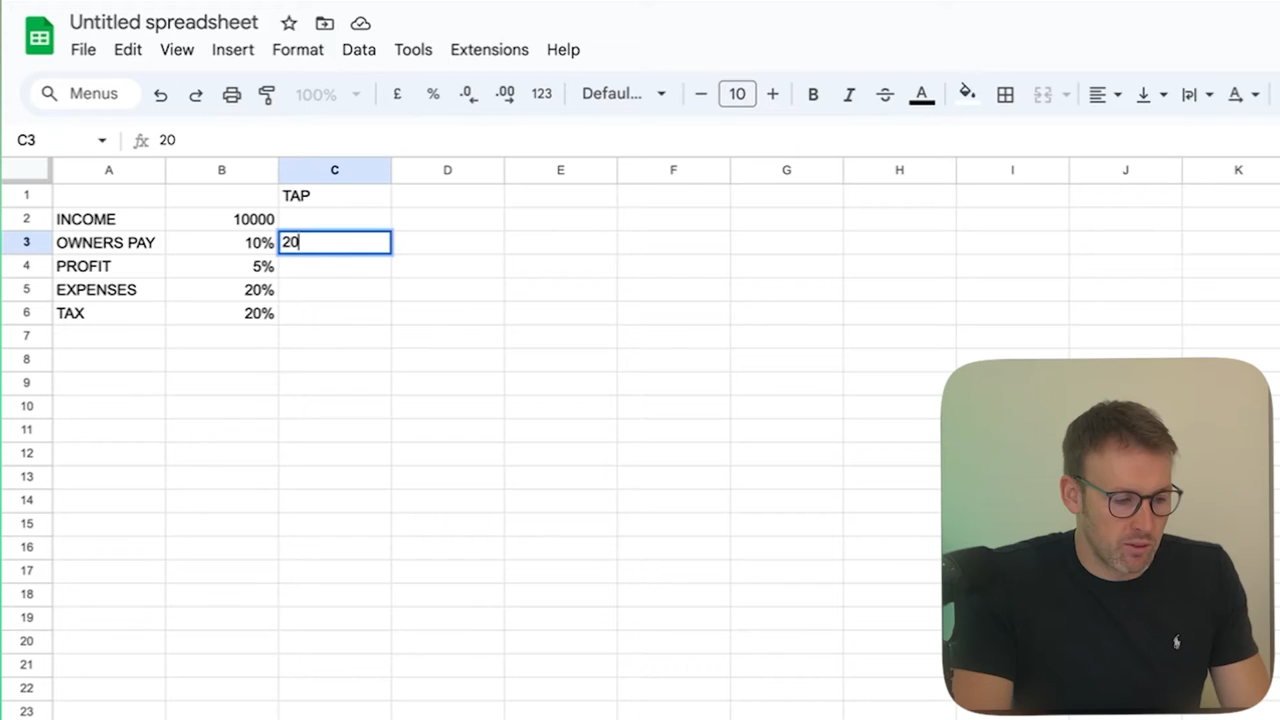 Untitled spreadsheet
File Edit View Insert Format Data Tools Extensions Help
Menus 100% £ % .0 .00 123 Defaul... 10 B I S A A
C3 fx 20
A B C D E F G H I J K
1 TAP
2 INCOME 10000
3 OWNERS PAY 10% 20
4 PROFIT 5%
5 EXPENSES 20%
6 TAX 20%
7
8
9
10
11
12
13
14
15
16
17
18
19
20
21
22
23